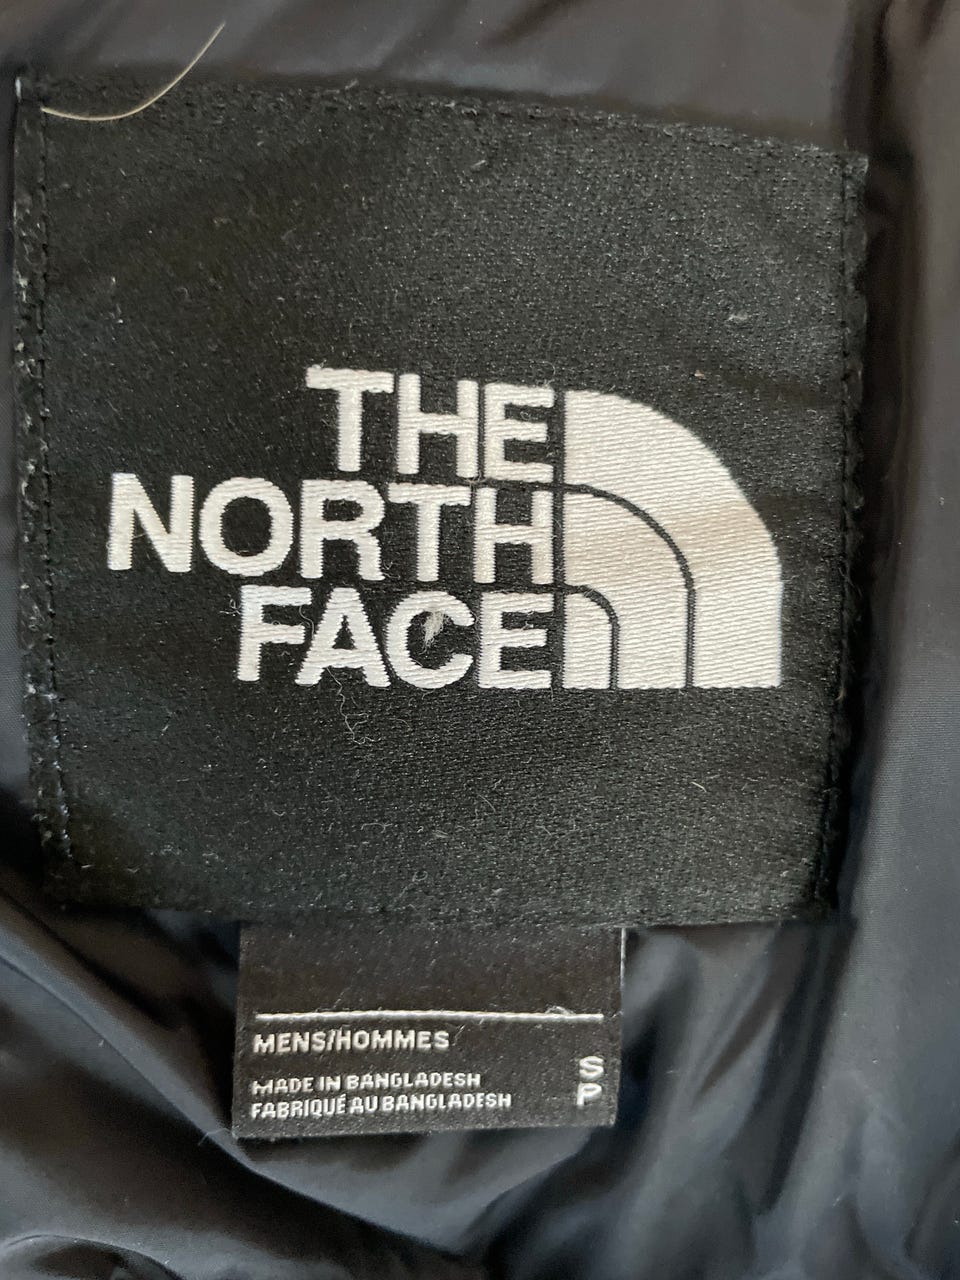 THE
NORTH
FACE
MENS/HOMMES
MADE IN BANGLADESH
FABRIQUÉ AU BANGLADESH
S
P